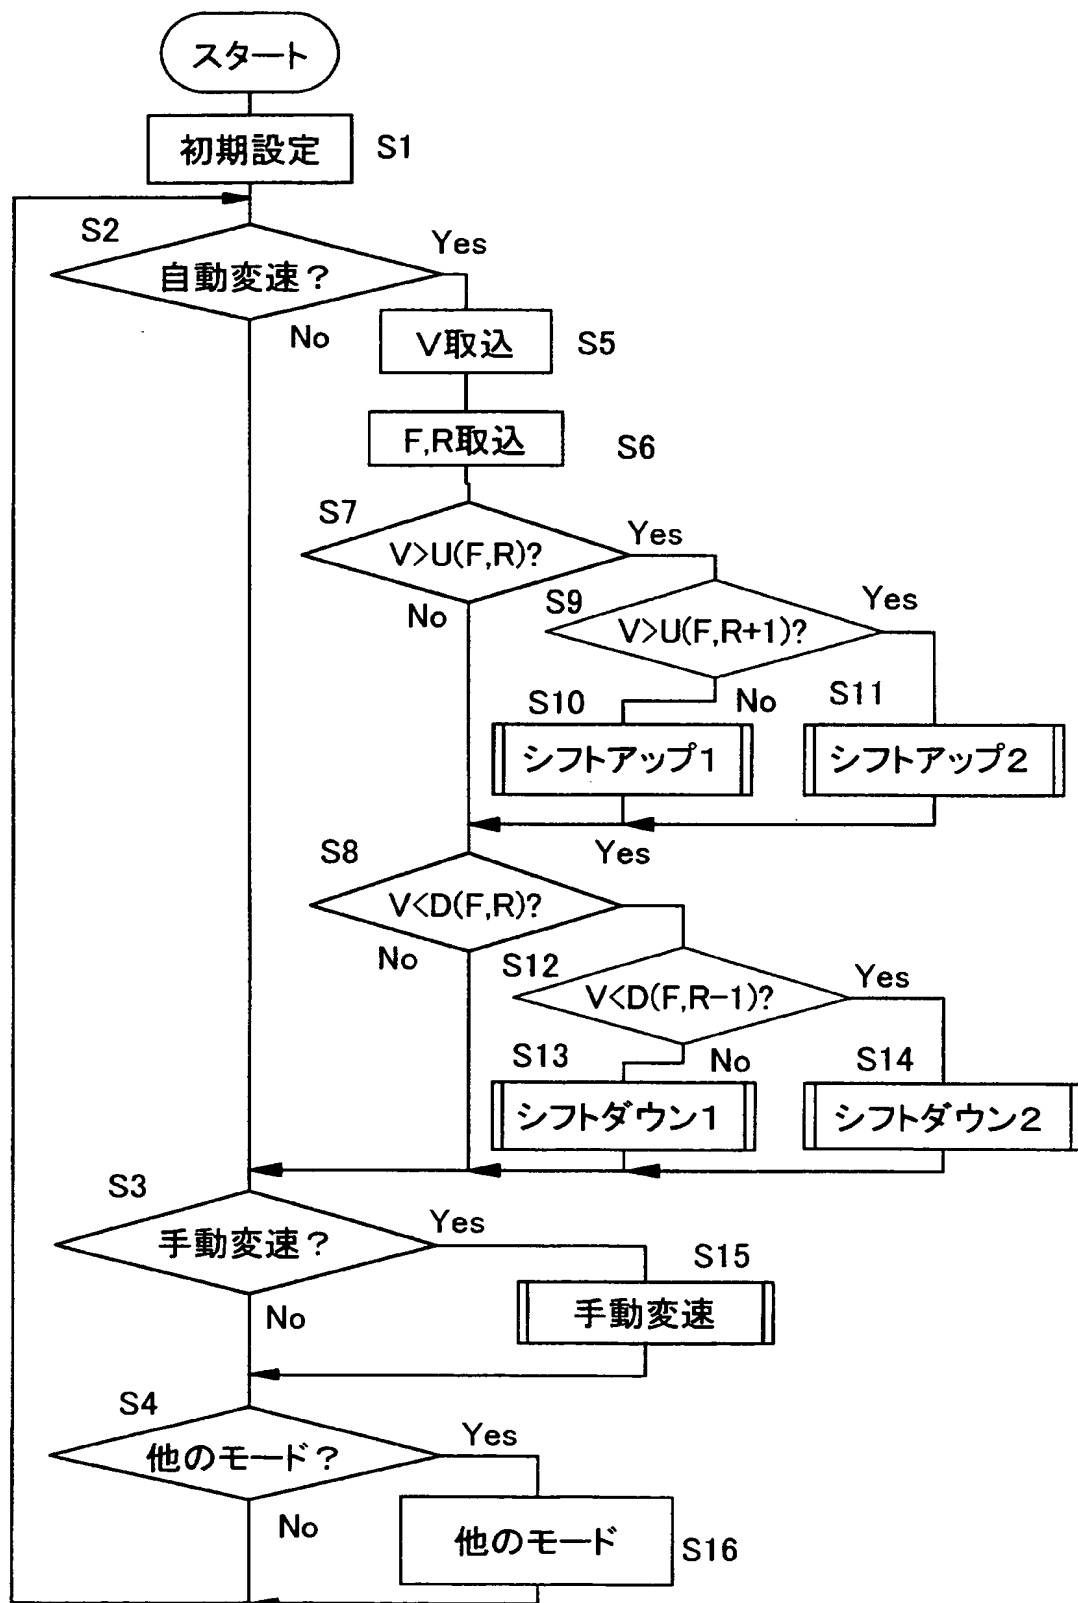 スタート
初期設定
S1
S2
Yes
自動変速？
No
V取込
S5
F,R取込
S6
S7
Yes
V>U(F,R)?
No
S9
Yes
V>U(F,R+1)?
No
S10
S11
シフトアップ1
シフトアップ2
S8
Yes
V<D(F,R)?
No
S12
Yes
V<D(F,R-1)?
No
S13
S14
シフトダウン1
シフトダウン2
S3
Yes
手動変速？
No
S15
手動変速
S4
Yes
他のモード？
No
他のモード
S16